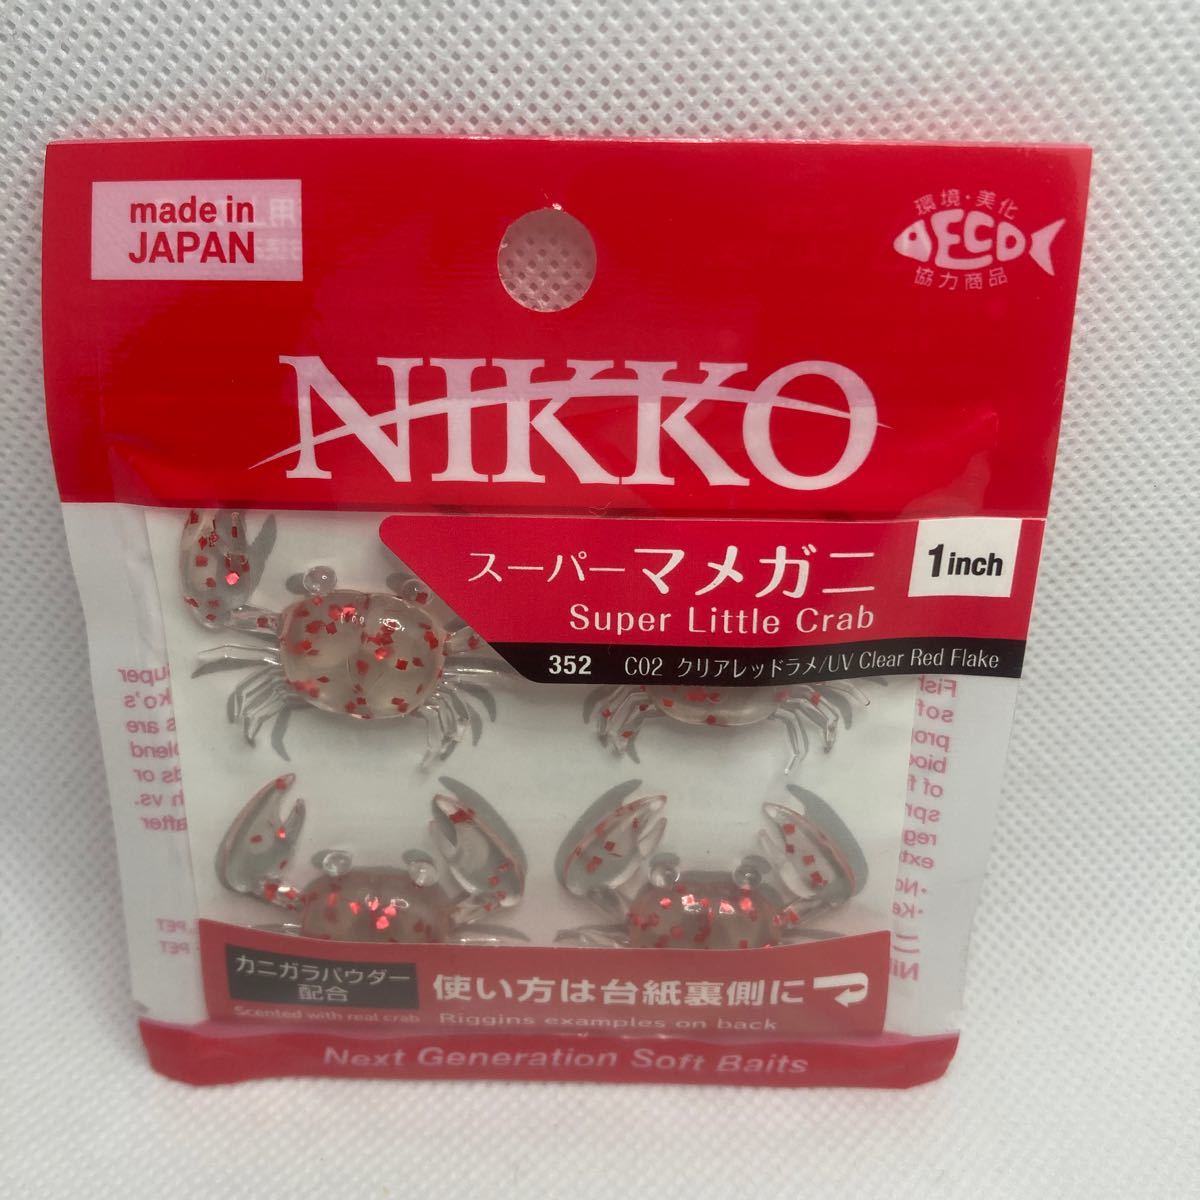 made in
JAPAN
環境・美化
ECO
協力商品
NIKKO
スーパーマメガニ
1inch
Super Little Crab
352 C02 クリアレッドラメ/UV Clear Red Flake
カニガラパウダー
配合
Scented with real crab
使い方は台紙裏側に
Riggins examples on back
Next Generation Soft Baits